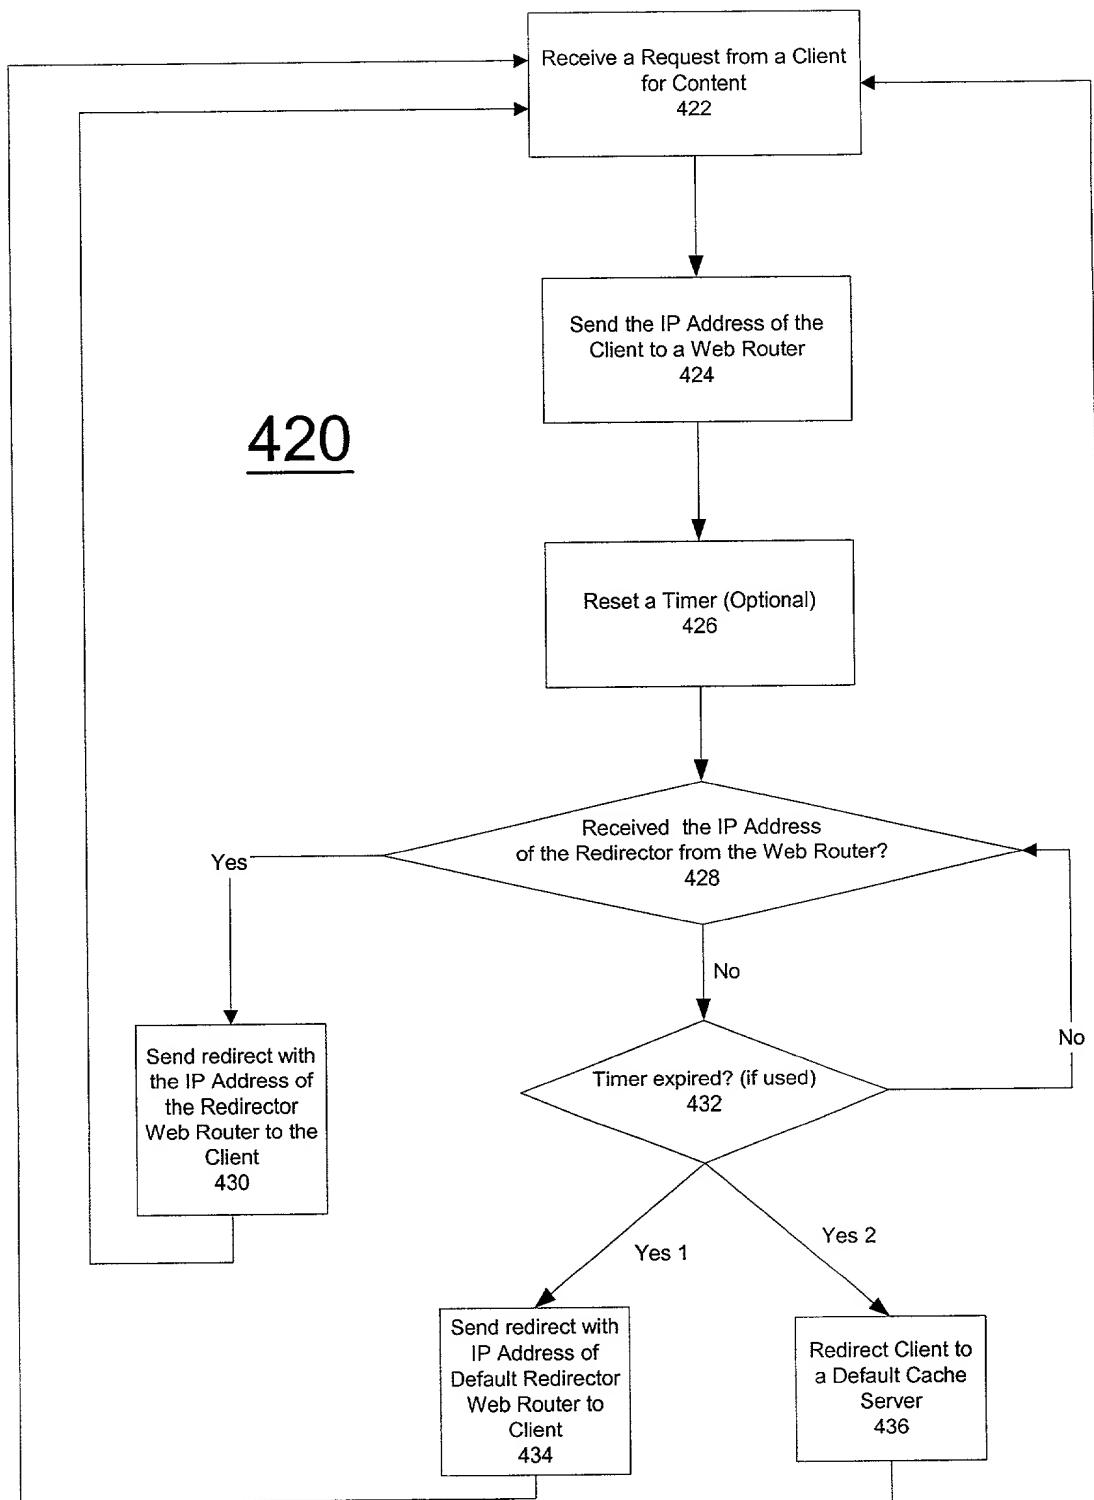 Receive a Request from a Client
for Content
422
Send the IP Address of the
Client to a Web Router
424
420
Reset a Timer (Optional)
426
Received the IP Address
of the Redirector from the Web Router?
428
Yes
No
No
Send redirect with
the IP Address of
the Redirector
Web Router to the
Client
430
Timer expired? (if used)
432
Yes 1
Yes 2
Send redirect with
IP Address of
Default Redirector
Web Router to
Client
434
Redirect Client to
a Default Cache
Server
436